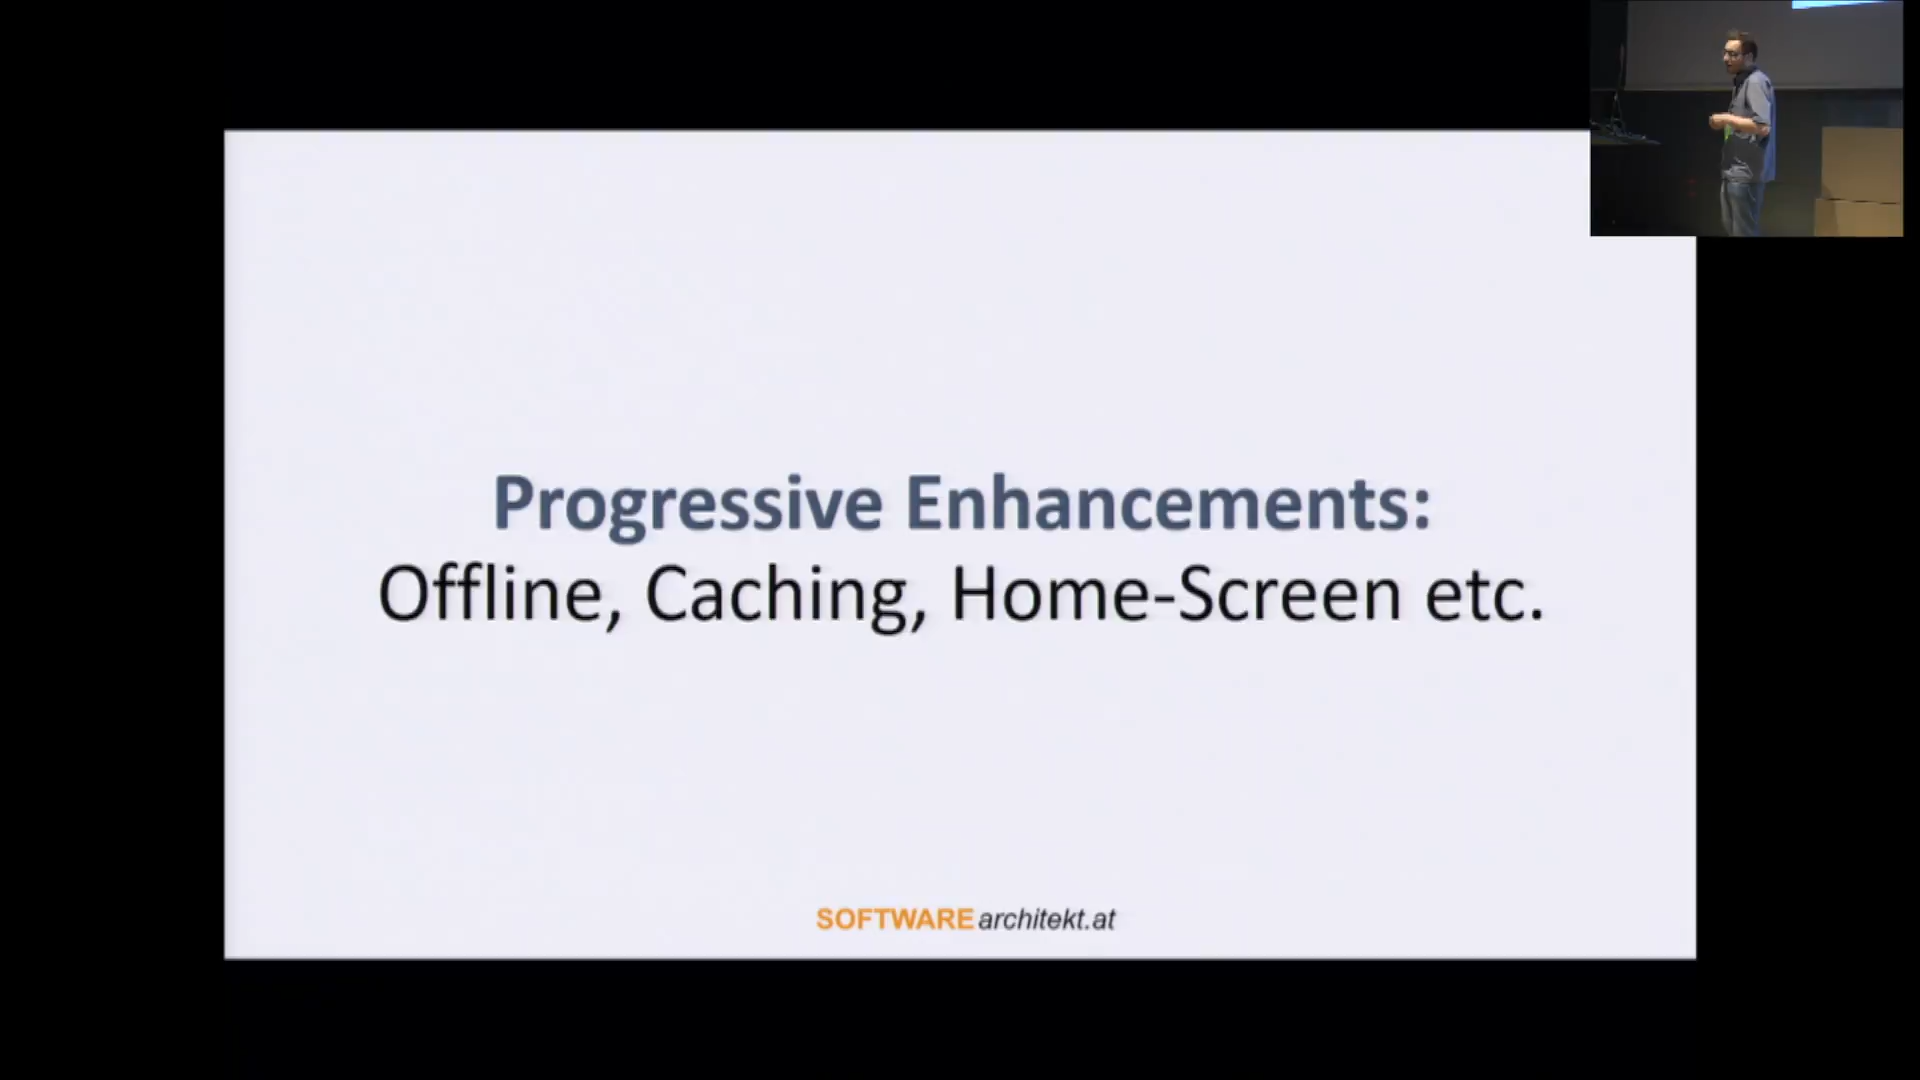 Progressive Enhancements:
Offline, Caching, Home-Screen etc.
SOFTWAREarchitekt.at